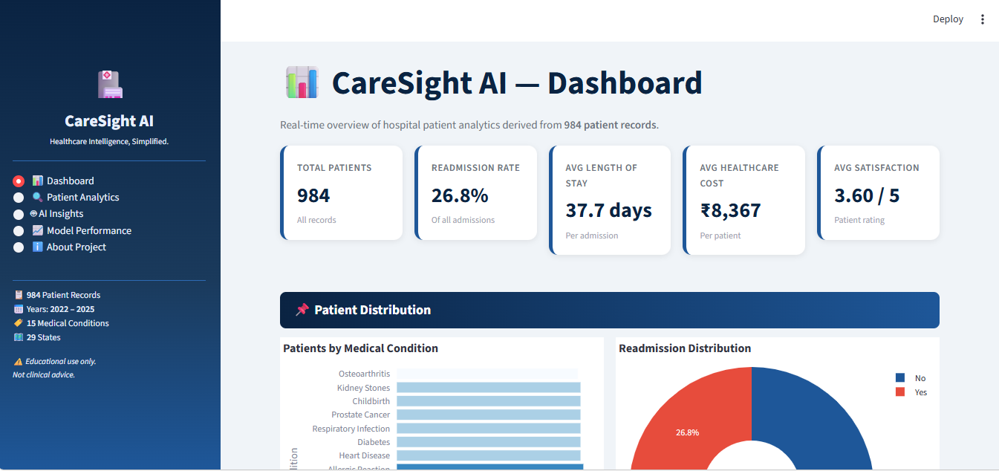 Deploy
CareSight AI
Healthcare Intelligence, Simplified.
Dashboard
Patient Analytics
AI Insights
Model Performance
About Project
984 Patient Records
Years: 2022 – 2025
15 Medical Conditions
29 States
Educational use only.
Not clinical advice.
CareSight AI — Dashboard
Real-time overview of hospital patient analytics derived from 984 patient records.
TOTAL PATIENTS
984
All records
READMISSION RATE
26.8%
Of all admissions
AVG LENGTH OF
STAY
37.7 days
Per admission
AVG HEALTHCARE
COST
₹8,367
Per patient
AVG SATISFACTION
3.60 / 5
Patient rating
Patient Distribution
Patients by Medical Condition
Osteoarthritis
Kidney Stones
Childbirth
Prostate Cancer
Respiratory Infection
Diabetes
Heart Disease
Allergic Reaction
Readmission Distribution
No
Yes
26.8%